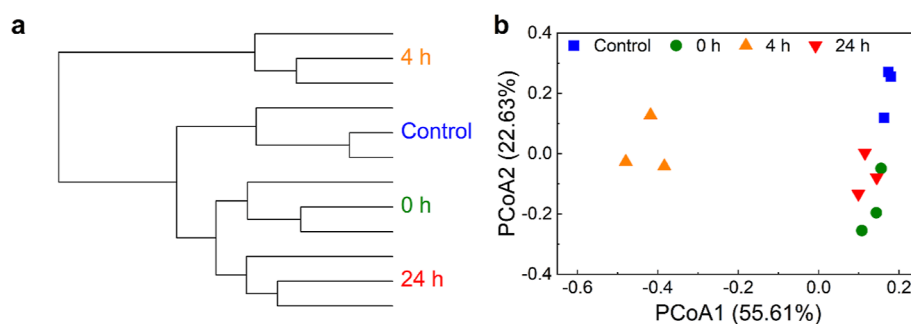 a
4 h
Control
0 h
24 h
b
Control 0 h 4 h 24 h
0.4
0.2
0.0
-0.2
-0.4
PCoA2 (22.63%)
-0.6 -0.4 -0.2 0.0 0.2
PCoA1 (55.61%)